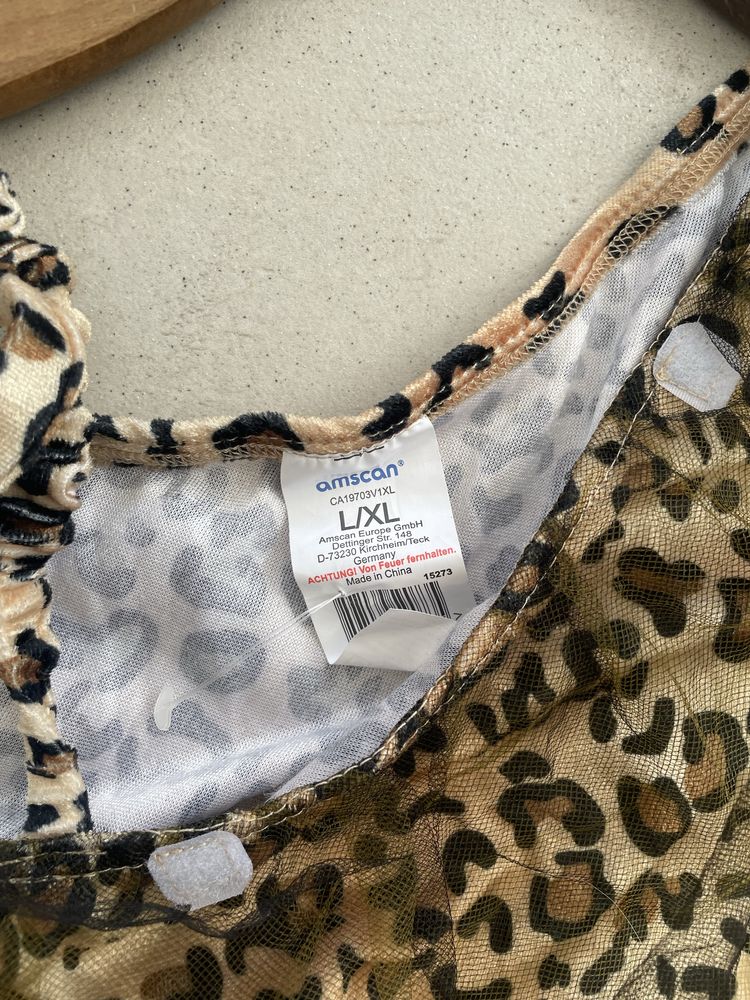 amscan®
CA19703V1XL
L/XL
Amscan Europe GmbH
Dettinger Str. 148
D-73230 Kirchheim/Teck
Germany
ACHTUNG! Von Feuer fernhalten.
Made in China 15273
7